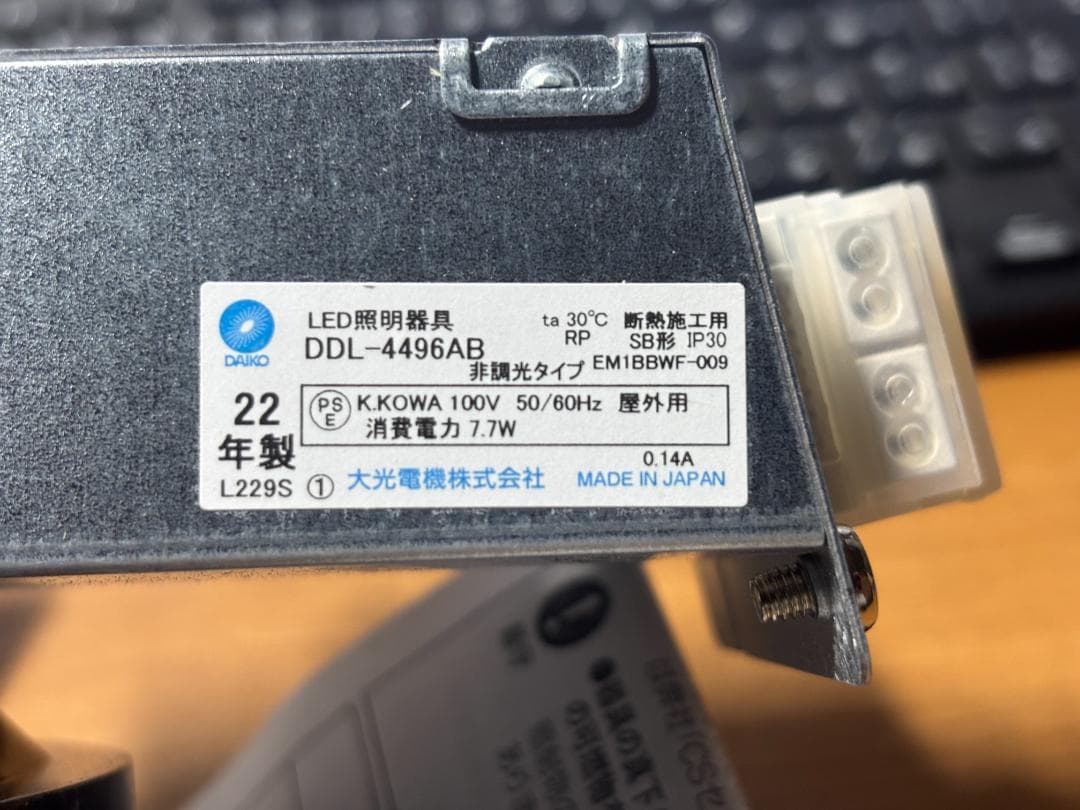 DAIKO
LED照明器具
ta 30℃ 断熱施工用
DDL-4496AB
RP SB形 IP30
非調光タイプ EM1BBWF-009
22
年製
PS
E
K.KOWA 100V 50/60Hz 屋外用
消費電力 7.7W
0.14A
L229S ① 大光電機株式会社 MADE IN JAPAN